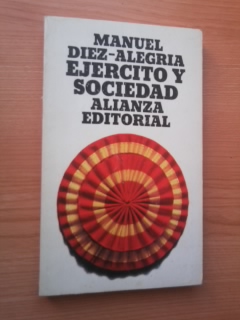 MANUEL
DIEZ-ALEGRIA
EJERCITO Y
SOCIEDAD
ALIANZA
EDITORIAL